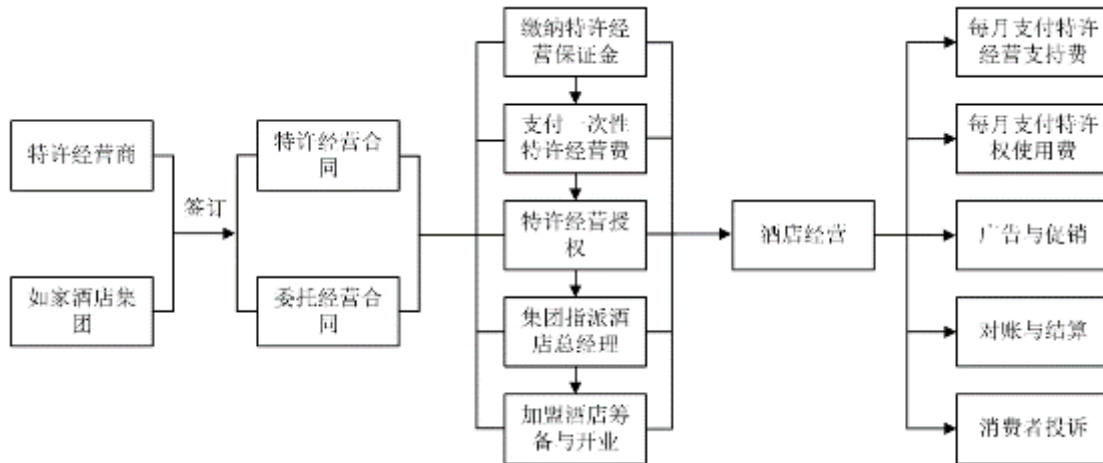 特许经营商
如家酒店集
团
签订
特许经营合
同
委托经营合
同
缴纳特许经
营保证金
支付一次性
特许经营费
特许经营授
权
集团指派酒
店总经理
加盟酒店筹
备与开业
酒店经营
每月支付特许
经营支持费
每月支付特许
权使用费
广告与促销
对账与结算
消费者投诉